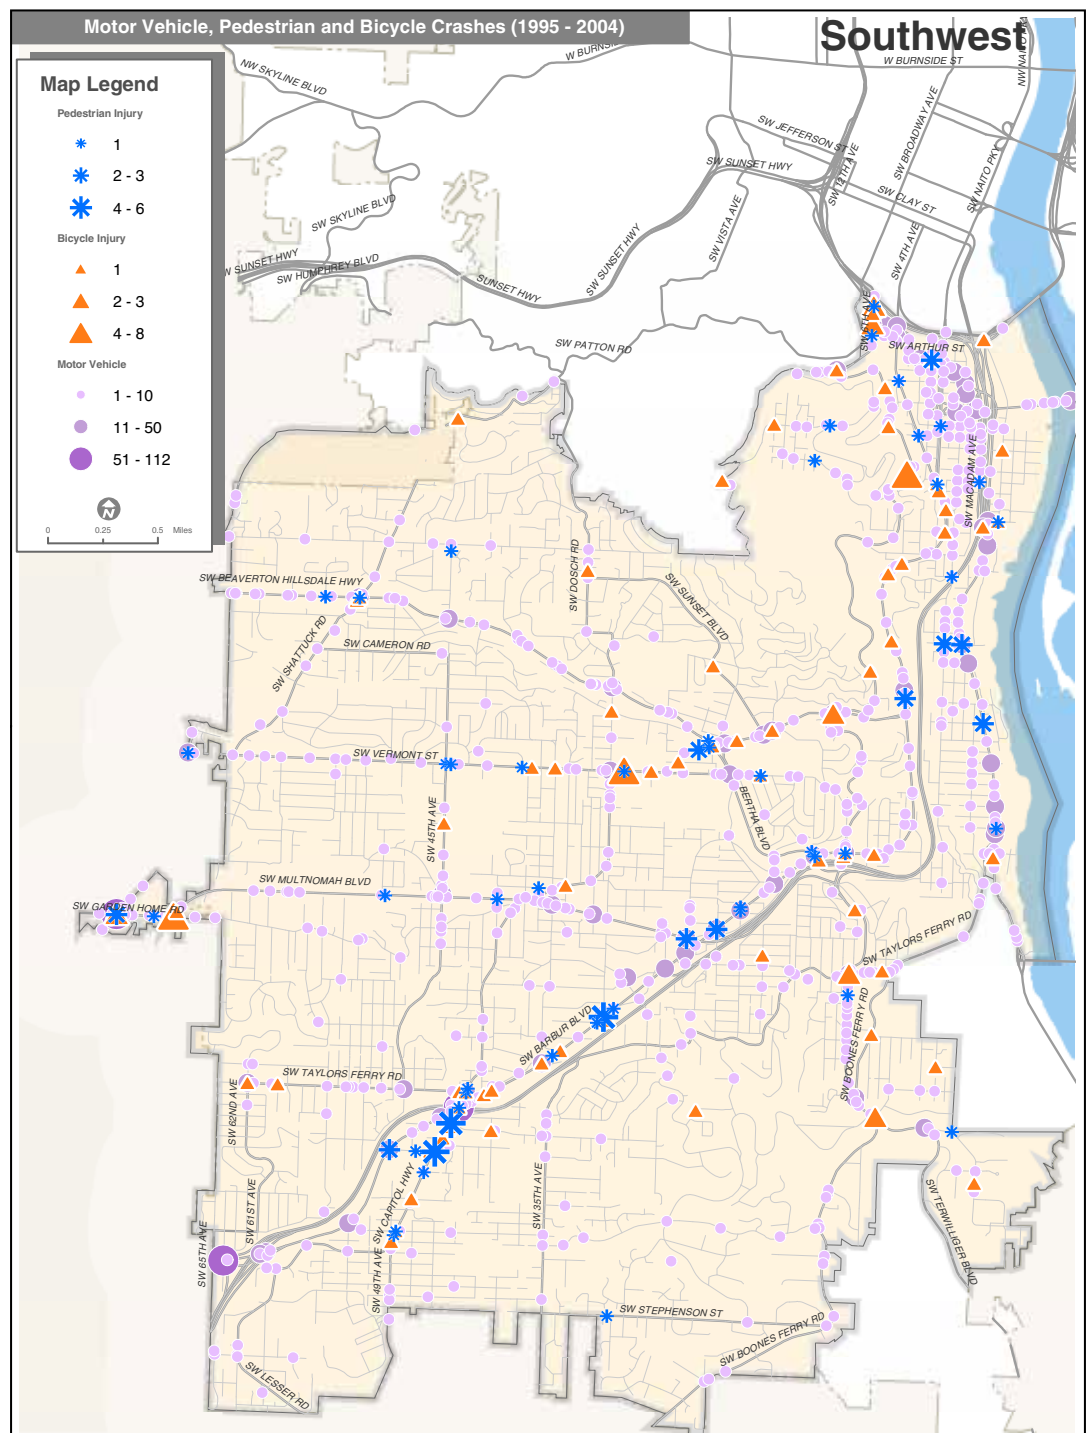 Motor Vehicle, Pedestrian and Bicycle Crashes (1995 - 2004)
Southwest
Map Legend
Pedestrian Injury
1
2 - 3
4 - 6
Bicycle Injury
1
2 - 3
4 - 8
Motor Vehicle
1 - 10
11 - 50
51 - 112
N
0 0.25 0.5 Miles
NW SKYLINE BLVD
W BURNSIDE ST
SW JEFFERSON ST
SW SUNSET HWY
SW 12TH AVE
SW BROADWAY AVE
SW NAITO PKY
SW CLAY ST
SW SKYLINE BLVD
SW VISTA AVE
SW 4TH AVE
SW SUNSET HWY
SW HUMPHREY BLVD
SUNSET HWY
SW SUNSET HWY
SW PATTON RD
SW ARTHUR ST
SW MACADAM AVE
SW DOSCH RD
SW BEAVERTON HILLSDALE HWY
SW SUNSET BLVD
SW SHATTUCK RD
SW CAMERON RD
SW VERMONT ST
SW 45TH AVE
BERTHA BLVD
SW MULTNOMAH BLVD
SW GARDEN HOME RD
SW TAYLORS FERRY RD
SW BARBUR BLVD
SW BOONES FERRY RD
SW TAYLORS FERRY RD
SW 62ND AVE
SW 61ST AVE
SW 65TH AVE
SW CAPITOL HWY
SW 49TH AVE
SW 35TH AVE
SW TERWILLIGER BLVD
SW STEPHENSON ST
SW BOONES FERRY RD
SW LESSER RD